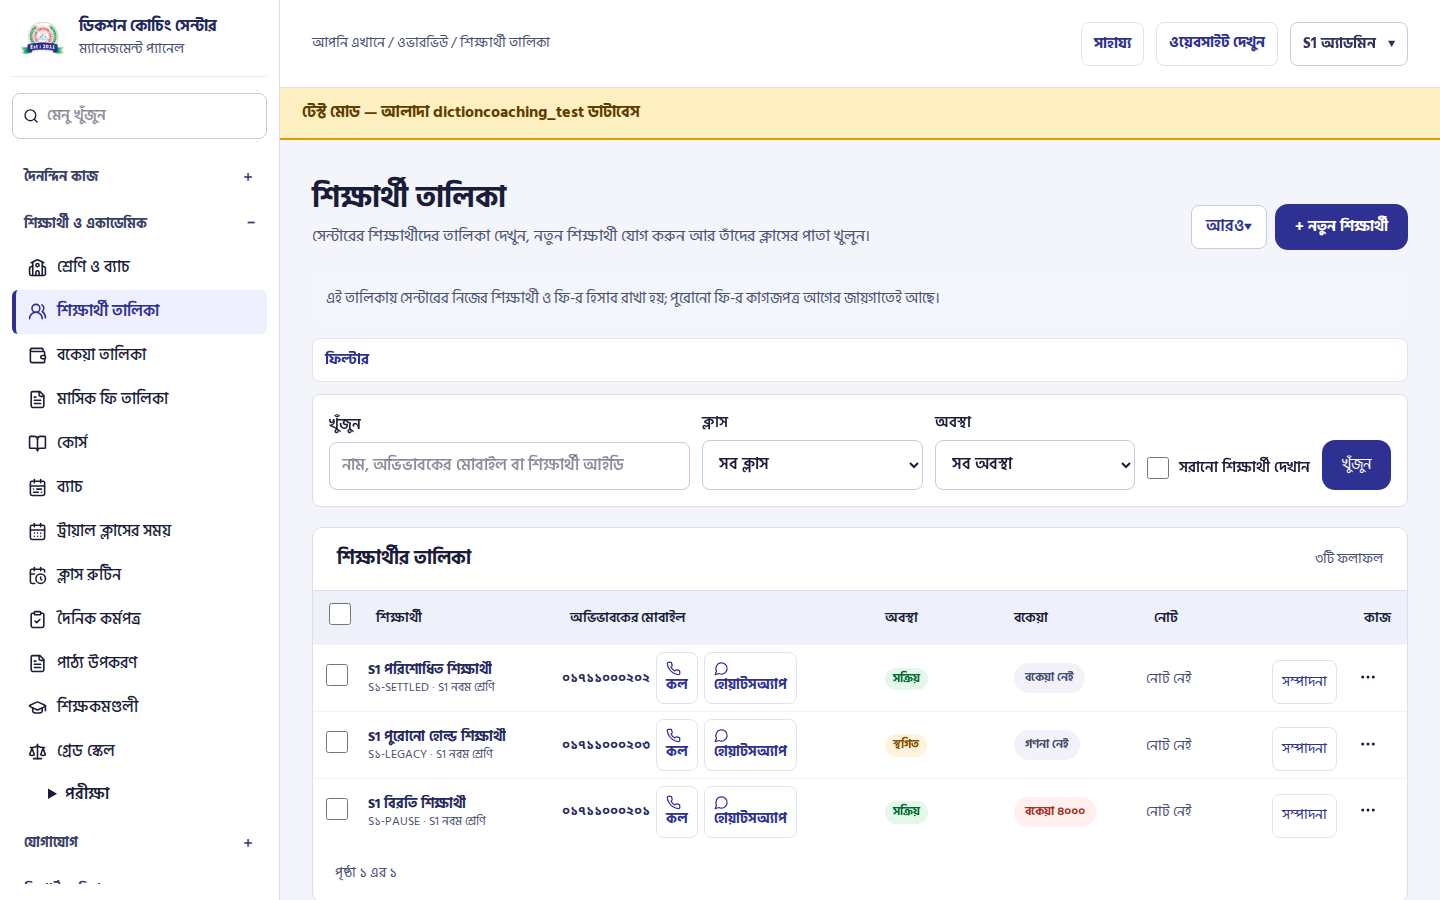 ডিকশন কোচিং সেন্টার
ম্যানেজমেন্ট প্যানেল
Est : 2011
মেনু খুঁজুন
দৈনন্দিন কাজ +
শিক্ষার্থী ও একাডেমিক −
শ্রেণি ও ব্যাচ
শিক্ষার্থী তালিকা
বকেয়া তালিকা
মাসিক ফি তালিকা
কোর্স
ব্যাচ
ট্রায়াল ক্লাসের সময়
ক্লাস রুটিন
দৈনিক কর্মপত্র
পাঠ্য উপকরণ
শিক্ষকমণ্ডলী
গ্রেড স্কেল
▶ পরীক্ষা
যোগাযোগ +
আপনি এখানে / ওভারভিউ / শিক্ষার্থী তালিকা
সাহায্য
ওয়েবসাইট দেখুন
S1 অ্যাডমিন ▾
টেস্ট মোড — আলাদা dictioncoaching_test ডাটাবেস
শিক্ষার্থী তালিকা
সেন্টারের শিক্ষার্থীদের তালিকা দেখুন, নতুন শিক্ষার্থী যোগ করুন আর তাঁদের ক্লাসের পাতা খুলুন।
আরও▾
+ নতুন শিক্ষার্থী
এই তালিকায় সেন্টারের নিজের শিক্ষার্থী ও ফি-র হিসাব রাখা হয়; পুরোনো ফি-র কাগজপত্র আগের জায়গাতেই আছে।
ফিল্টার
খুঁজুন ক্লাস অবস্থা
নাম, অভিভাবকের মোবাইল বা শিক্ষার্থী আইডি সব ক্লাস সব অবস্থা সরানো শিক্ষার্থী দেখান খুঁজুন
শিক্ষার্থীর তালিকা ৩টি ফলাফল
শিক্ষার্থী অভিভাবকের মোবাইল অবস্থা বকেয়া নোট কাজ
S1 পরিশোধিত শিক্ষার্থী
S১-SETTLED · S1 নবম শ্রেণি
০১৭১১০০০২০২ কল হোয়াটসঅ্যাপ সক্রিয় বকেয়া নেই নোট নেই সম্পাদনা ...
S1 পুরোনো হোল্ড শিক্ষার্থী
S১-LEGACY · S1 নবম শ্রেণি
০১৭১১০০০২০৩ কল হোয়াটসঅ্যাপ স্থগিত গণনা নেই নোট নেই সম্পাদনা ...
S1 বিরতি শিক্ষার্থী
S১-PAUSE · S1 নবম শ্রেণি
০১৭১১০০০২০১ কল হোয়াটসঅ্যাপ সক্রিয় বকেয়া ৪০০০ নোট নেই সম্পাদনা ...
পৃষ্ঠা ১ এর ১